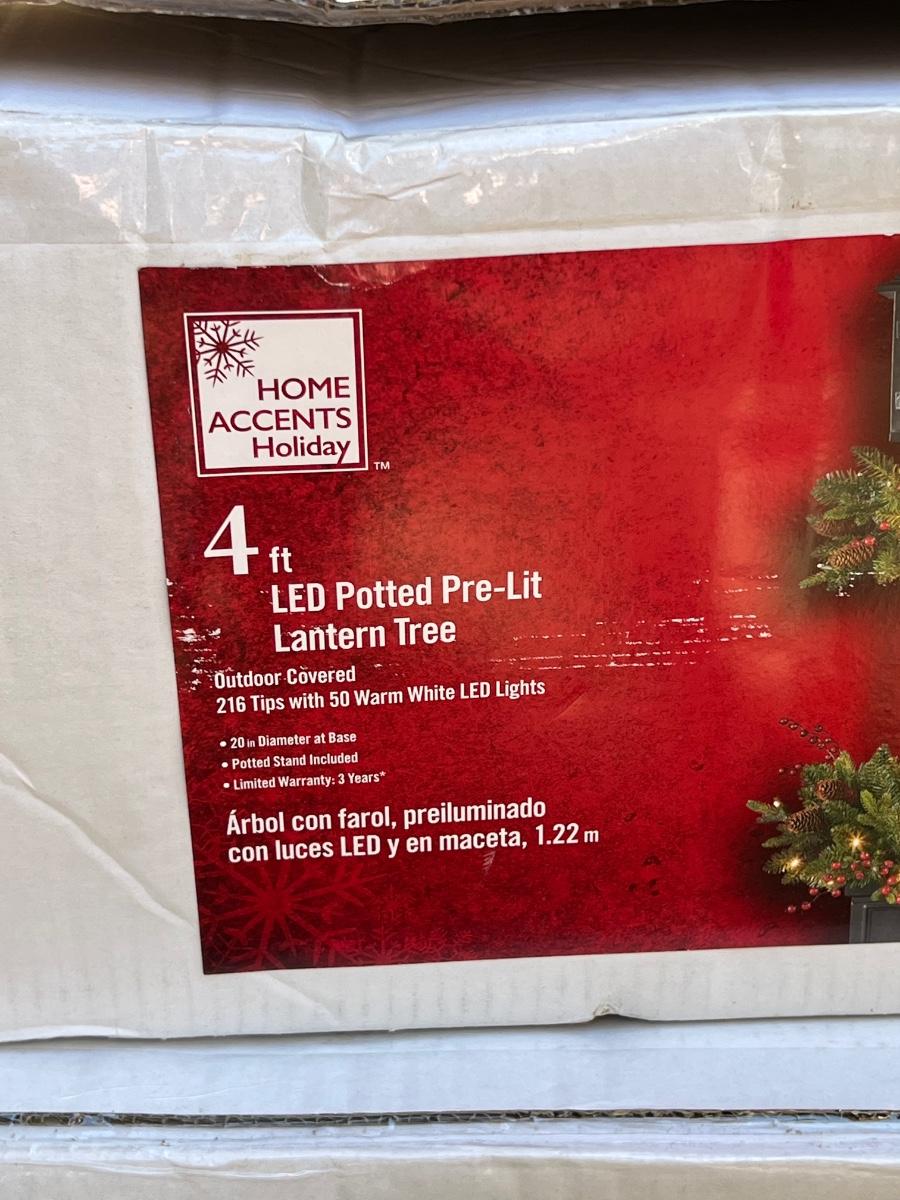 HOME
ACCENTS
Holiday
TM
4 ft
LED Potted Pre-Lit
Lantern Tree
Outdoor Covered
216 Tips with 50 Warm White LED Lights
• 20 in Diameter at Base
• Potted Stand Included
• Limited Warranty: 3 Years*
Árbol con farol, preiluminado
con luces LED y en maceta, 1.22 m